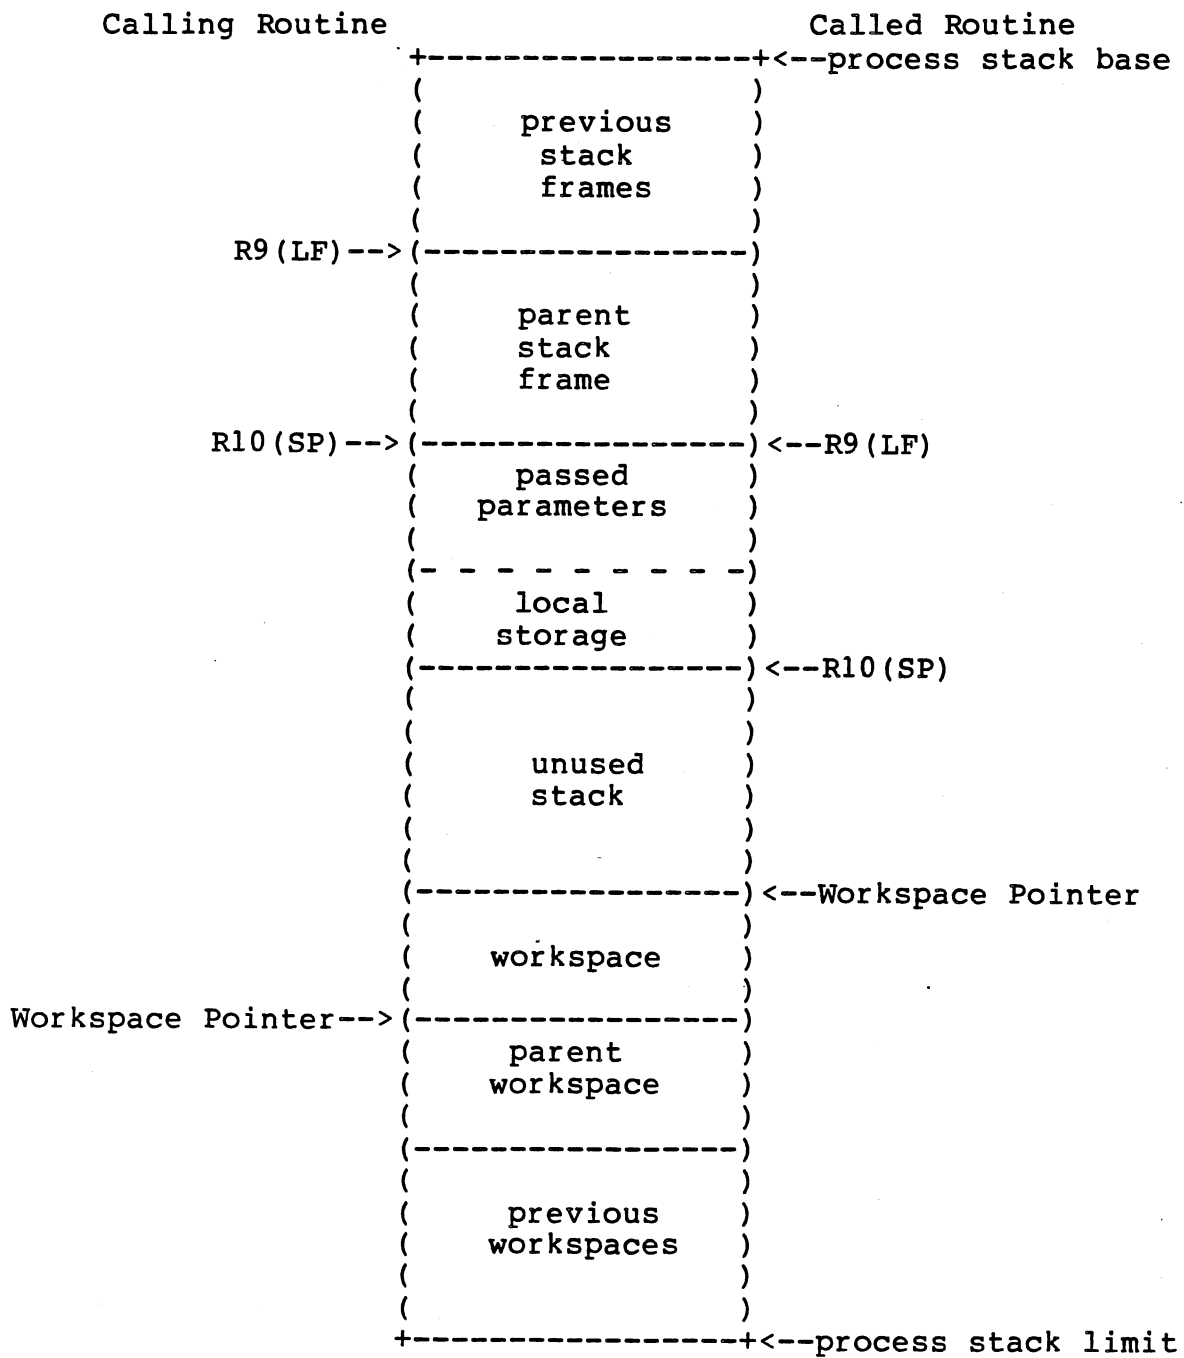 Calling Routine Called Routine
+-----------------+<--process stack base
( )
( previous )
( stack )
( frames )
( )
R9(LF)-->(-----------------)
( )
( parent )
( stack )
( frame )
( )
R10(SP)-->(-----------------)<--R9(LF)
( passed )
( parameters )
( )
(- - - - - - - - -)
( local )
( storage )
(-----------------)<--R10(SP)
( )
( )
( unused )
( stack )
( )
( )
(-----------------)<--Workspace Pointer
( )
( workspace )
( )
Workspace Pointer-->(-----------------)
( parent )
( workspace )
( )
(-----------------)
( )
( previous )
( workspaces )
( )
( )
+-----------------+<--process stack limit